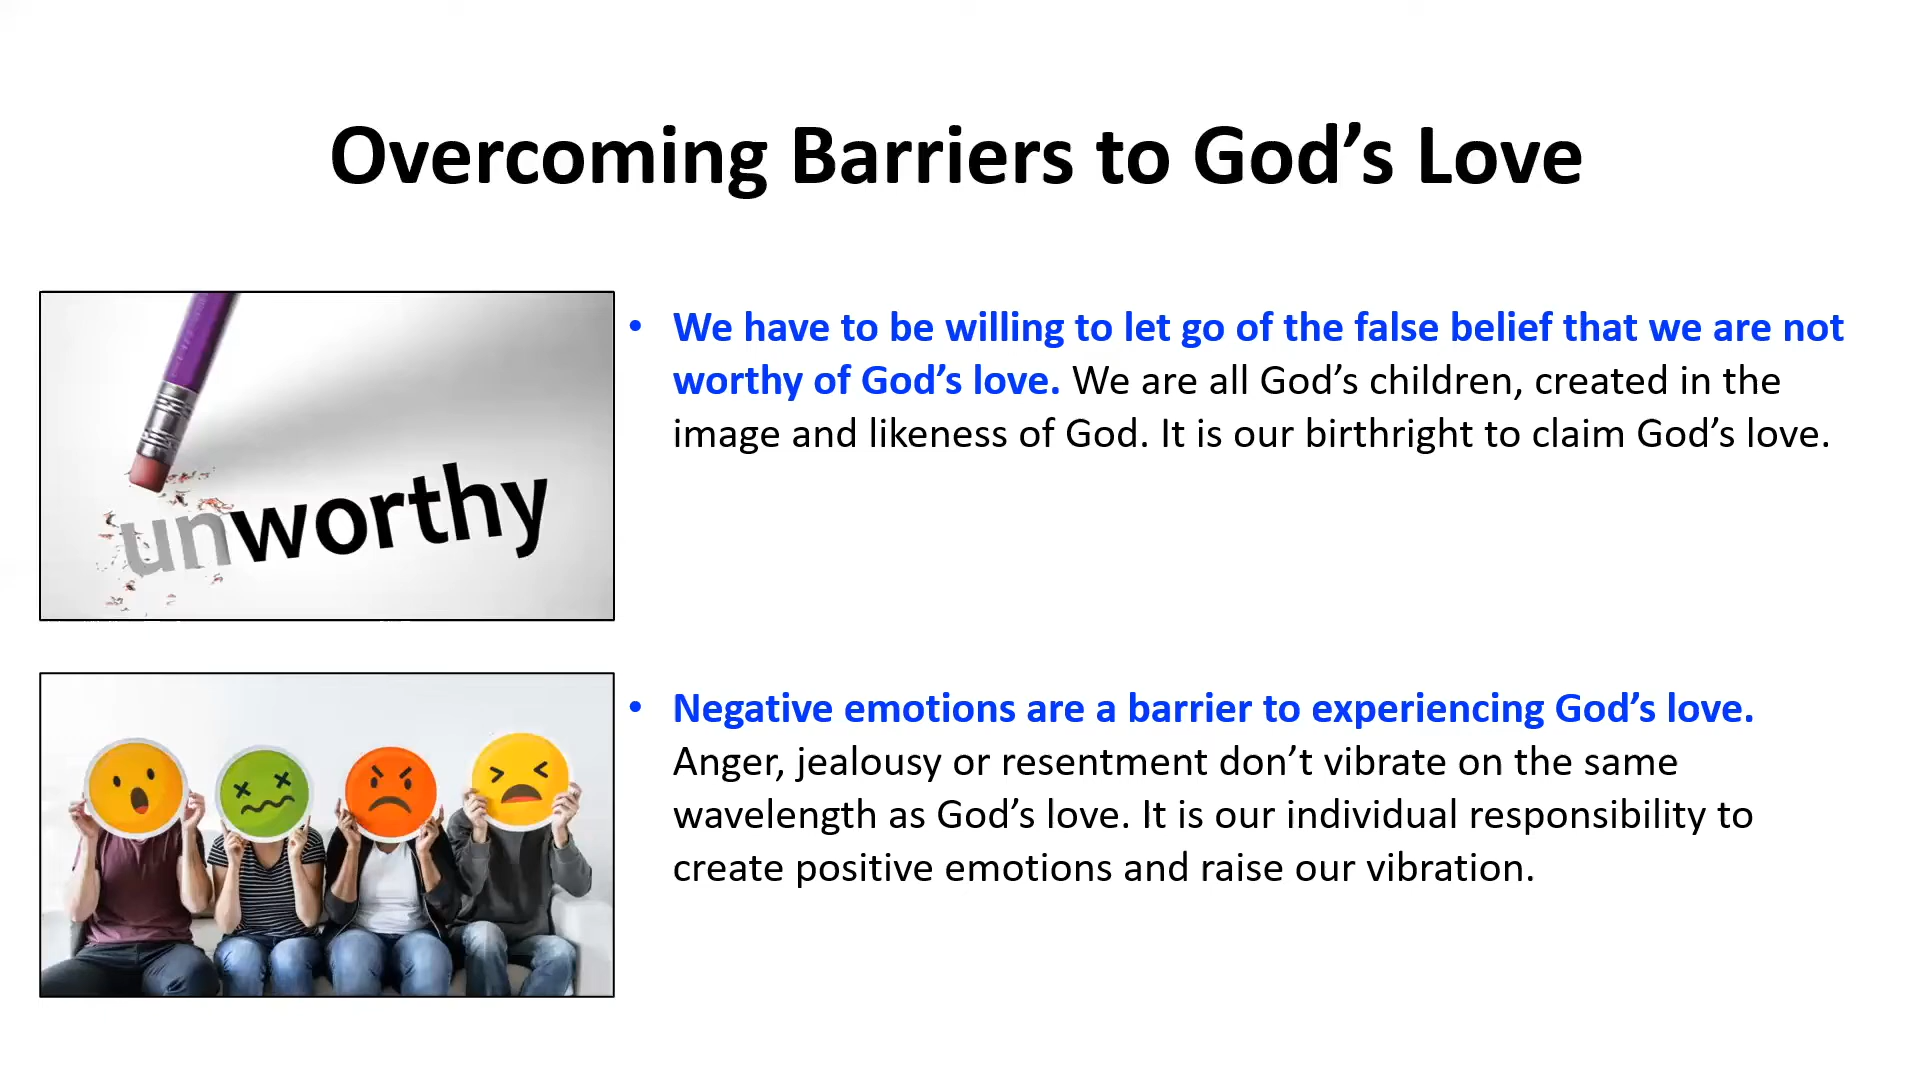 Overcoming Barriers to God’s Love
unworthy
• We have to be willing to let go of the false belief that we are not
worthy of God’s love. We are all God’s children, created in the
image and likeness of God. It is our birthright to claim God’s love.
• Negative emotions are a barrier to experiencing God’s love.
Anger, jealousy or resentment don’t vibrate on the same
wavelength as God’s love. It is our individual responsibility to
create positive emotions and raise our vibration.